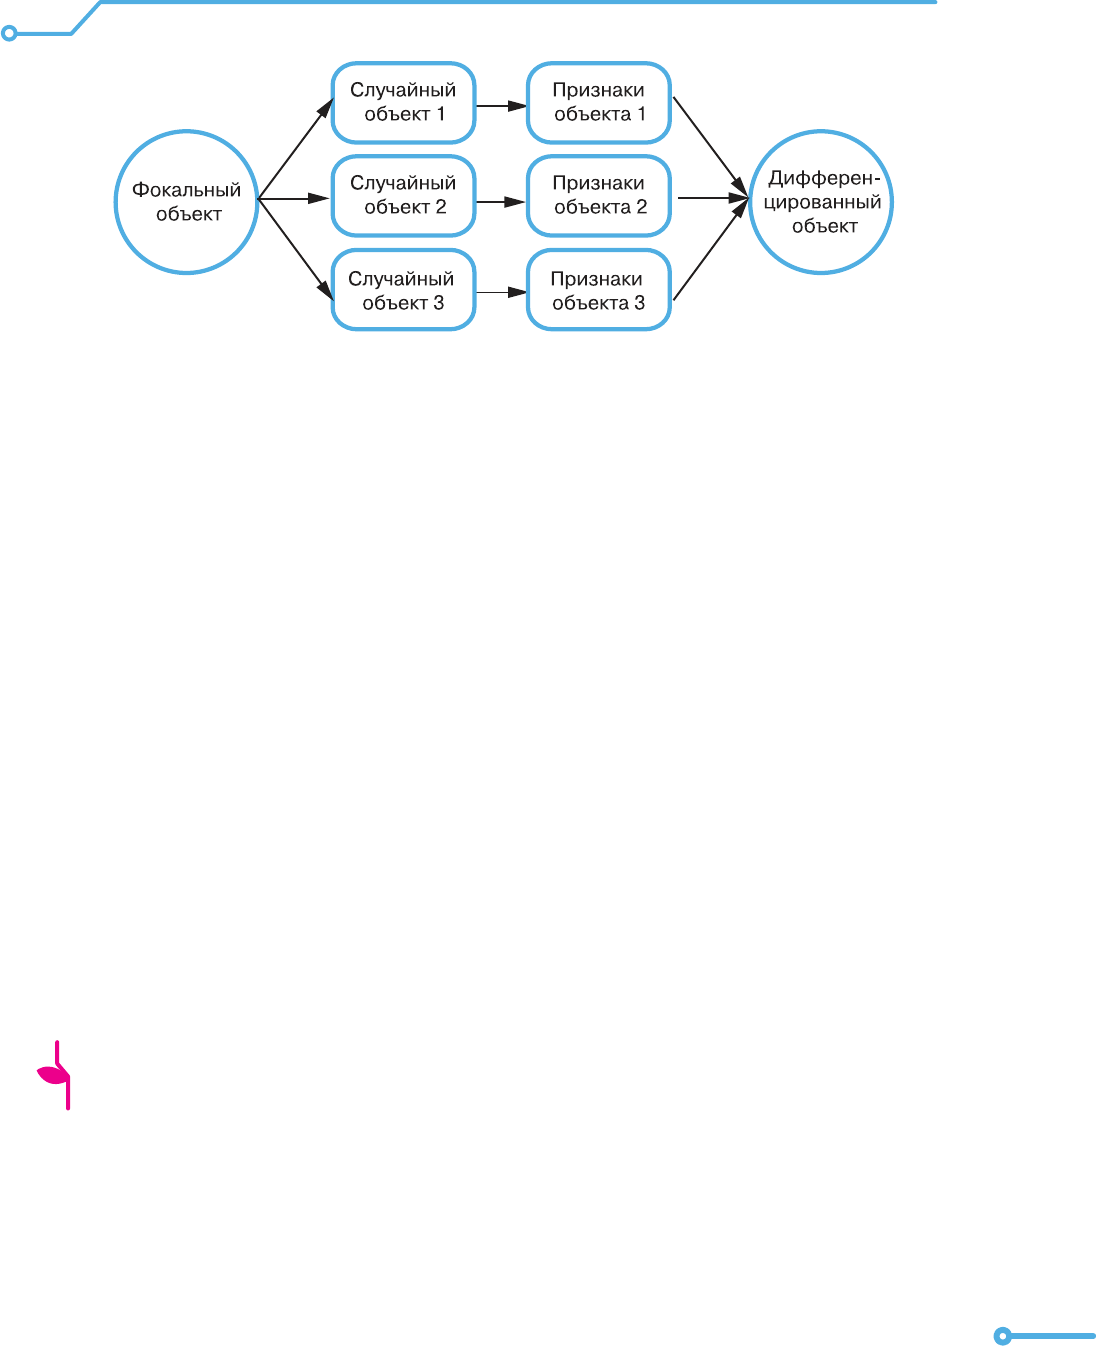 Фокальный
объект
Случайный
объект 1
Признаки
объекта 1
Случайный
объект 2
Признаки
объекта 2
Случайный
объект 3
Признаки
объекта 3
Дифферен-
цированный
объект